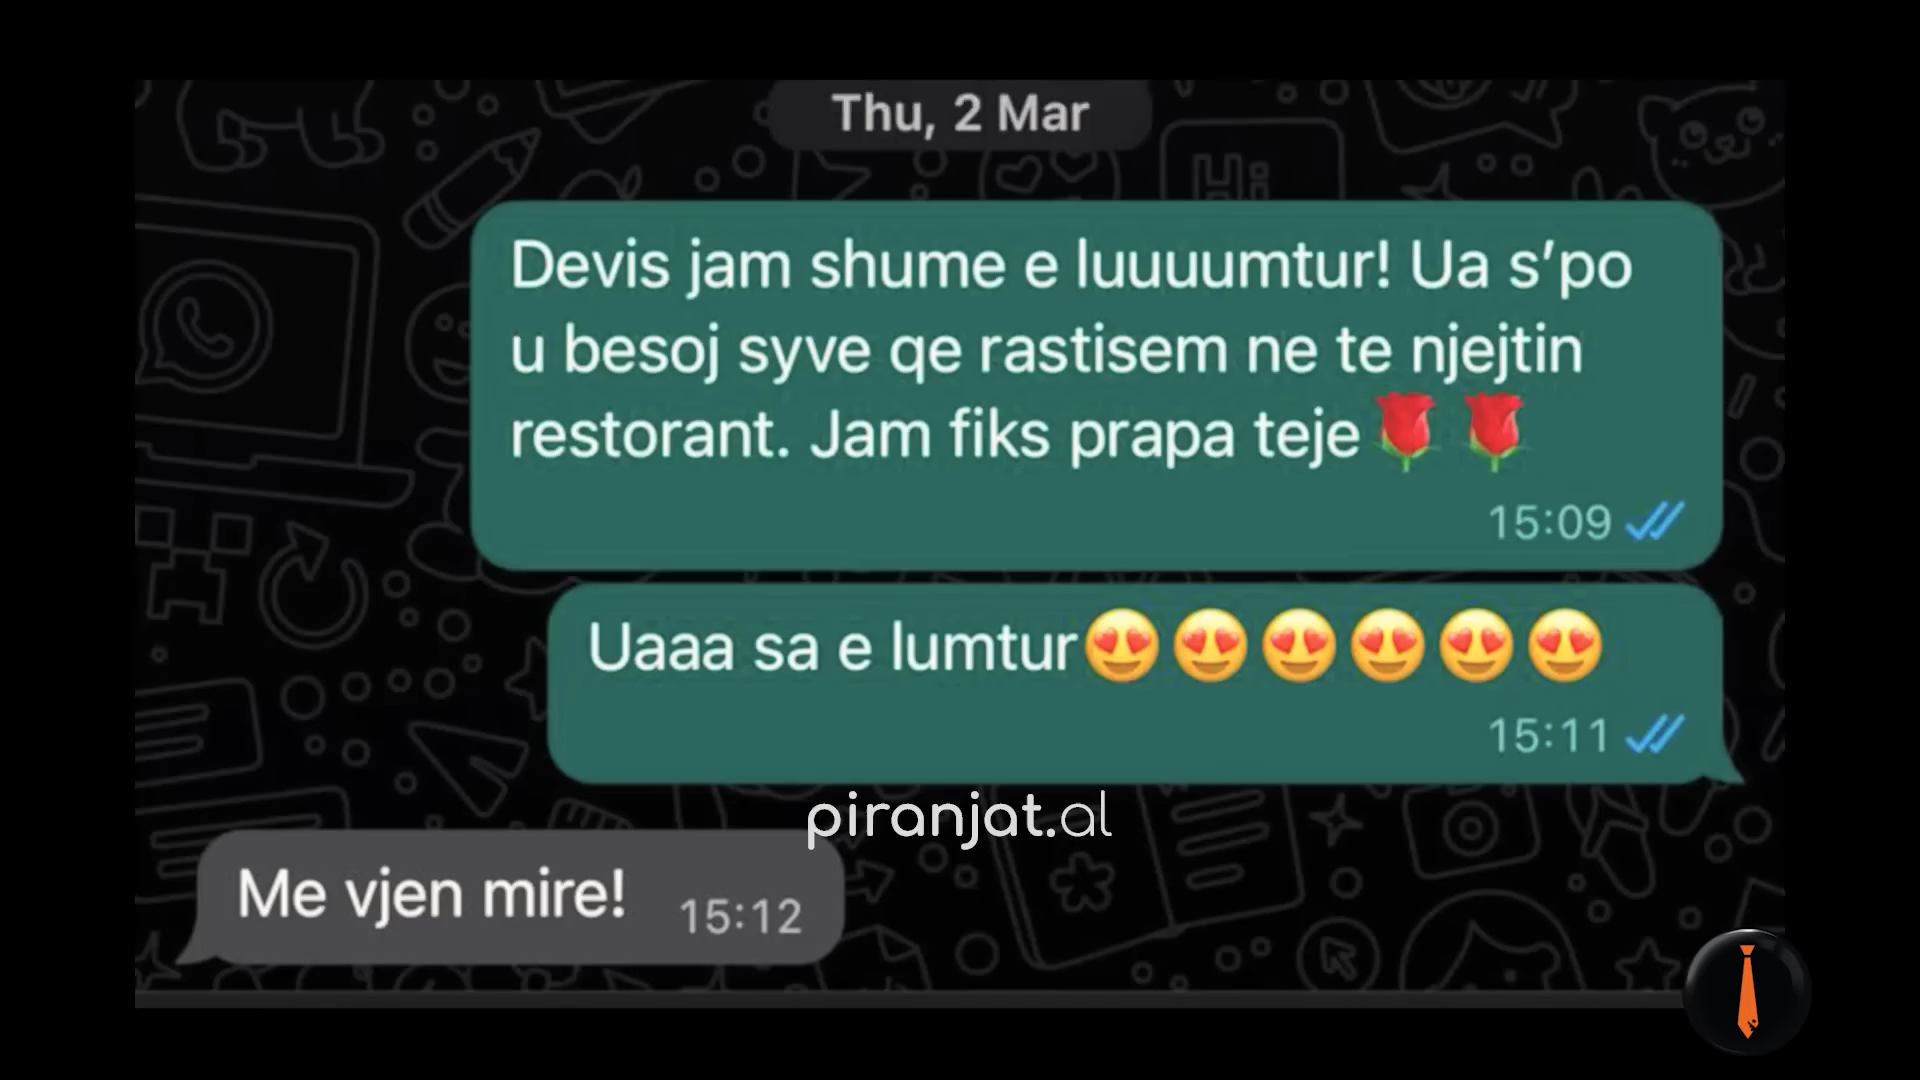 Thu, 2 Mar
Hi
Devis jam shume e luuuumtur! Ua s’po
u besoj syve qe rastisem ne te njejtin
restorant. Jam fiks prapa teje🌹🌹
15:09
Uaaa sa e lumtur😍😍😍😍😍😍
15:11
piranjat.al
Me vjen mire! 15:12